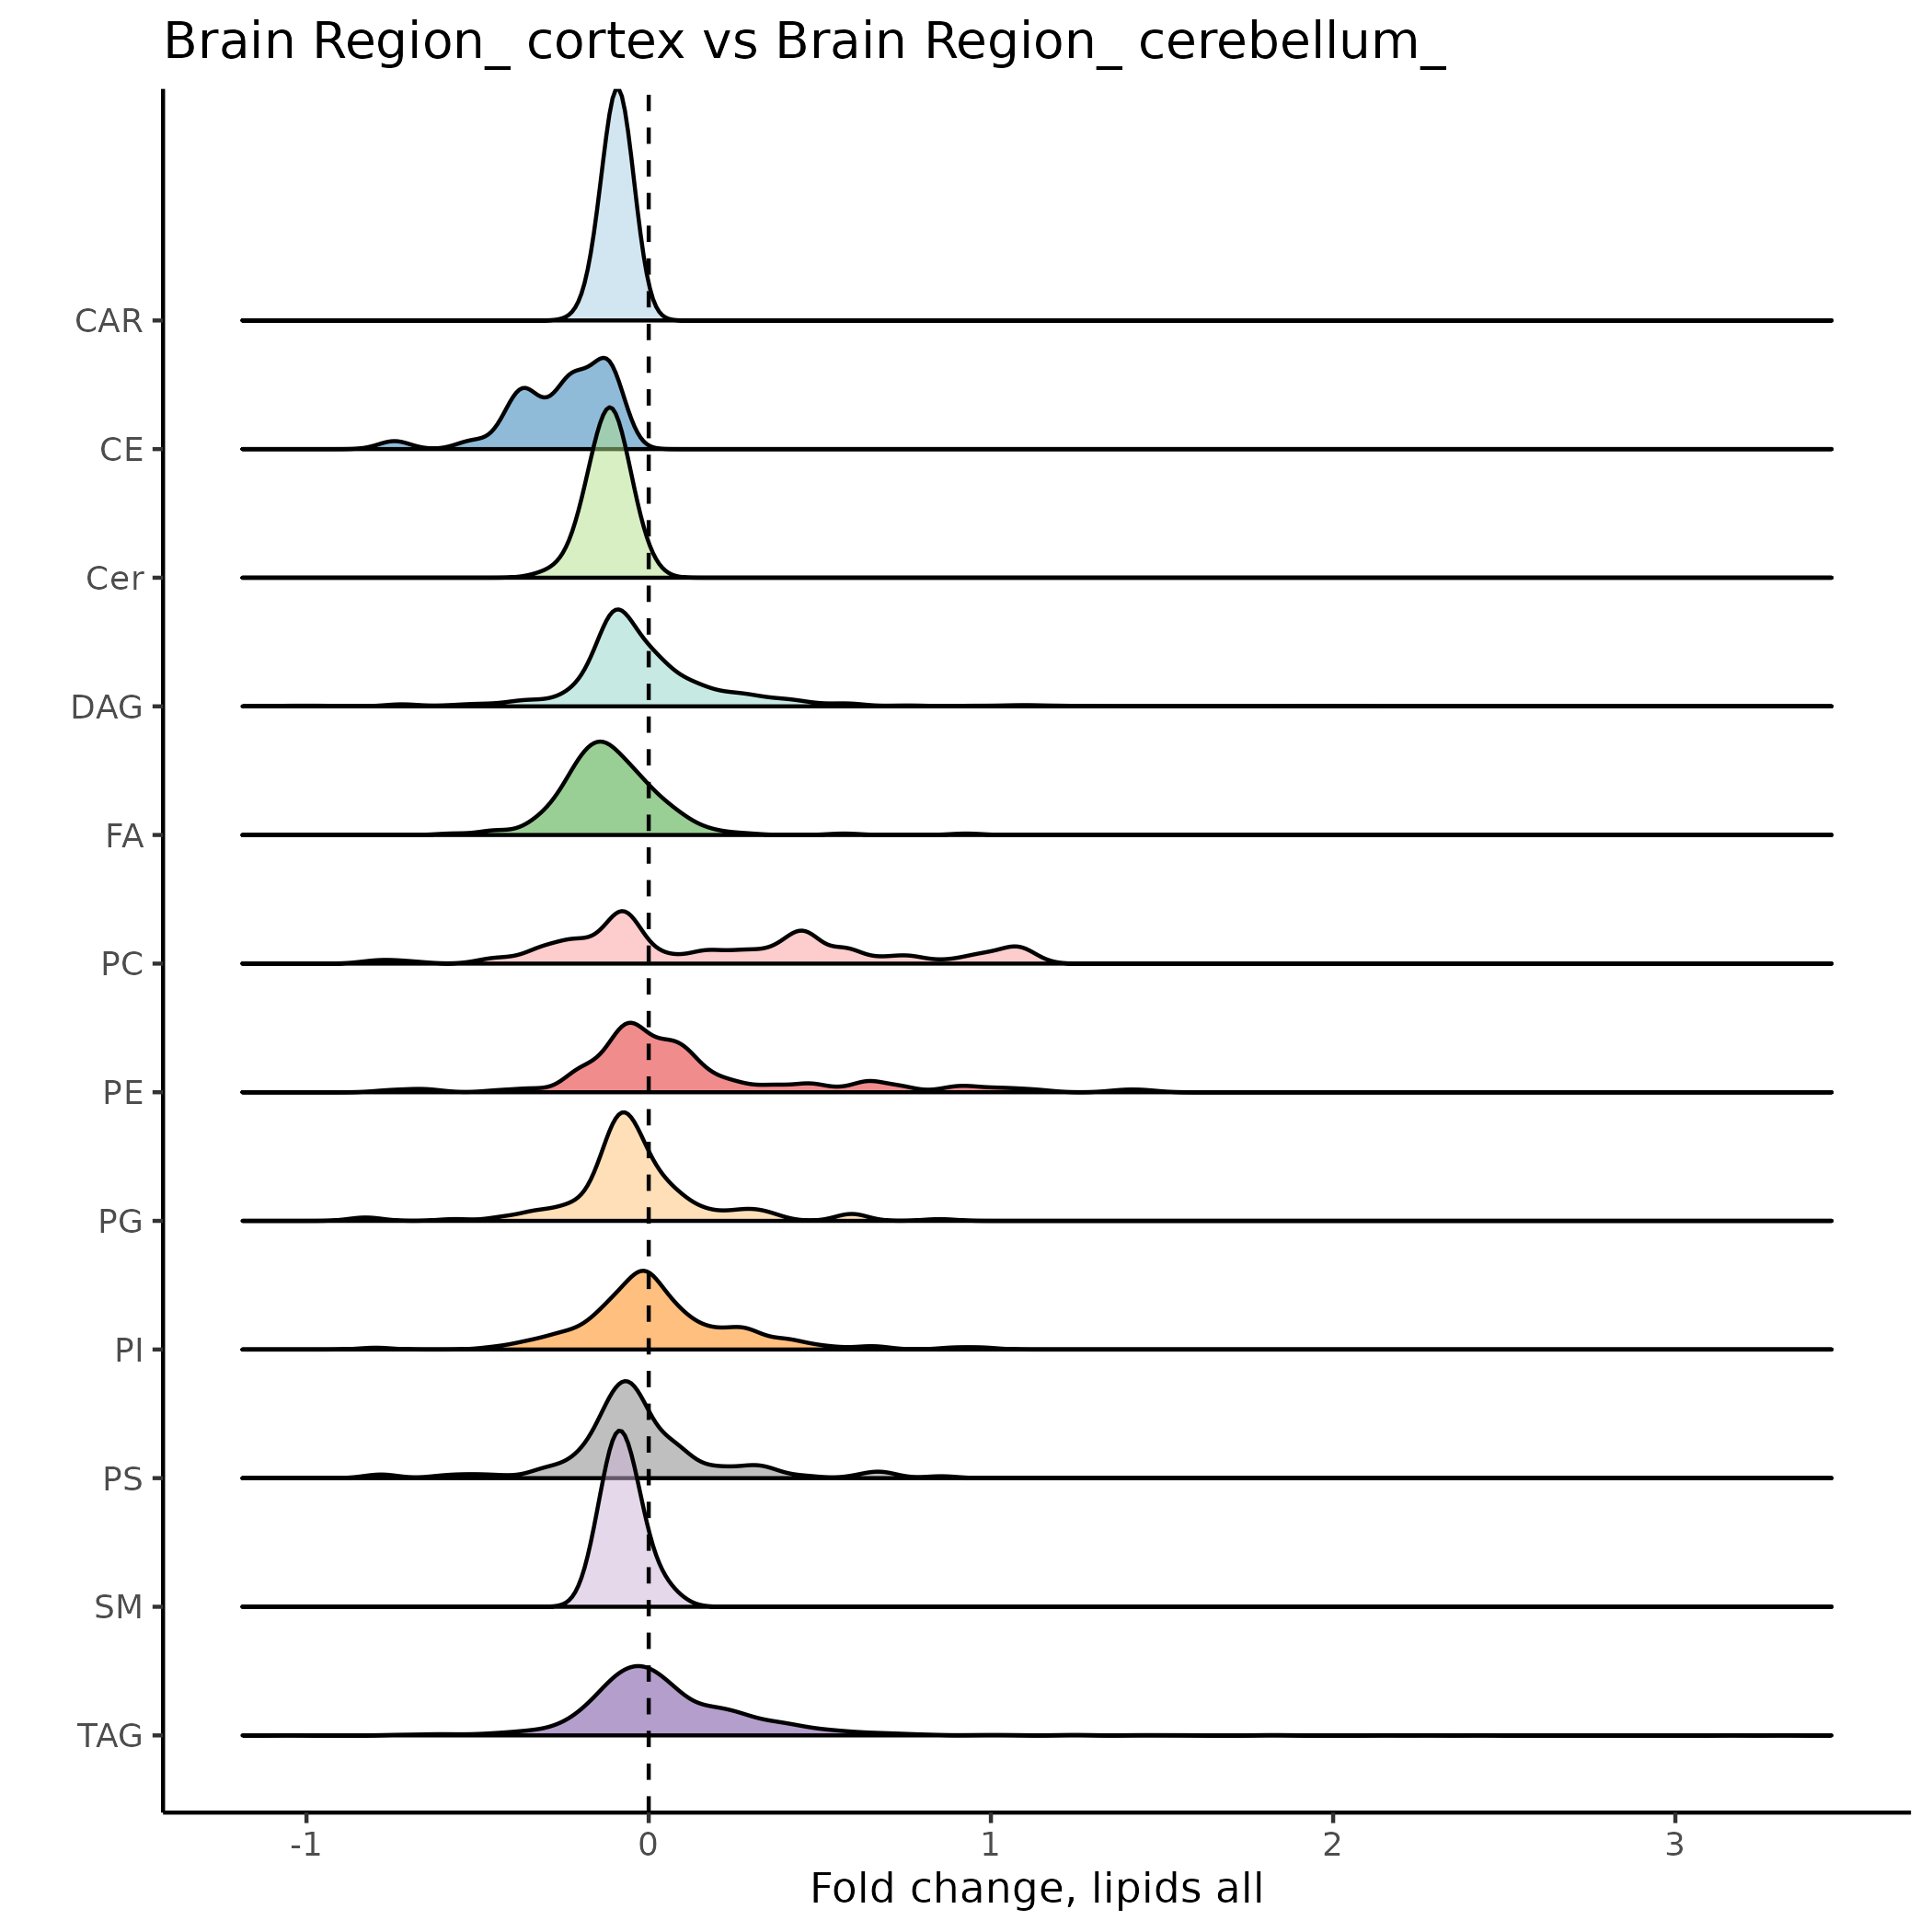 Brain Region_ cortex vs Brain Region_ cerebellum_
CAR
CE
Cer
DAG
FA
PC
PE
PG
PI
PS
SM
TAG
-1 0 1 2 3
Fold change, lipids all